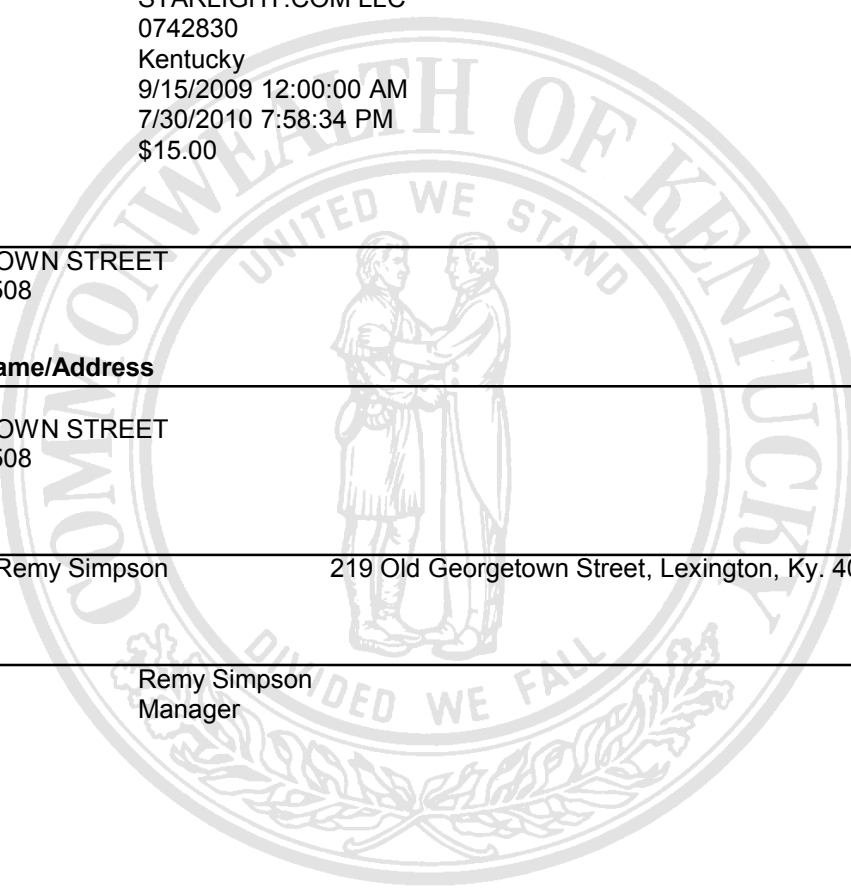 STARLIGHT.COM LLC
0742830
Kentucky
9/15/2009 12:00:00 AM
7/30/2010 7:58:34 PM
$15.00
OWN STREET
508
ame/Address
OWN STREET
508
Remy Simpson 219 Old Georgetown Street, Lexington, Ky. 40
Remy Simpson
Manager
COMMONWEALTH OF KENTUCKY
UNITED WE STAND
DIVIDED WE FALL